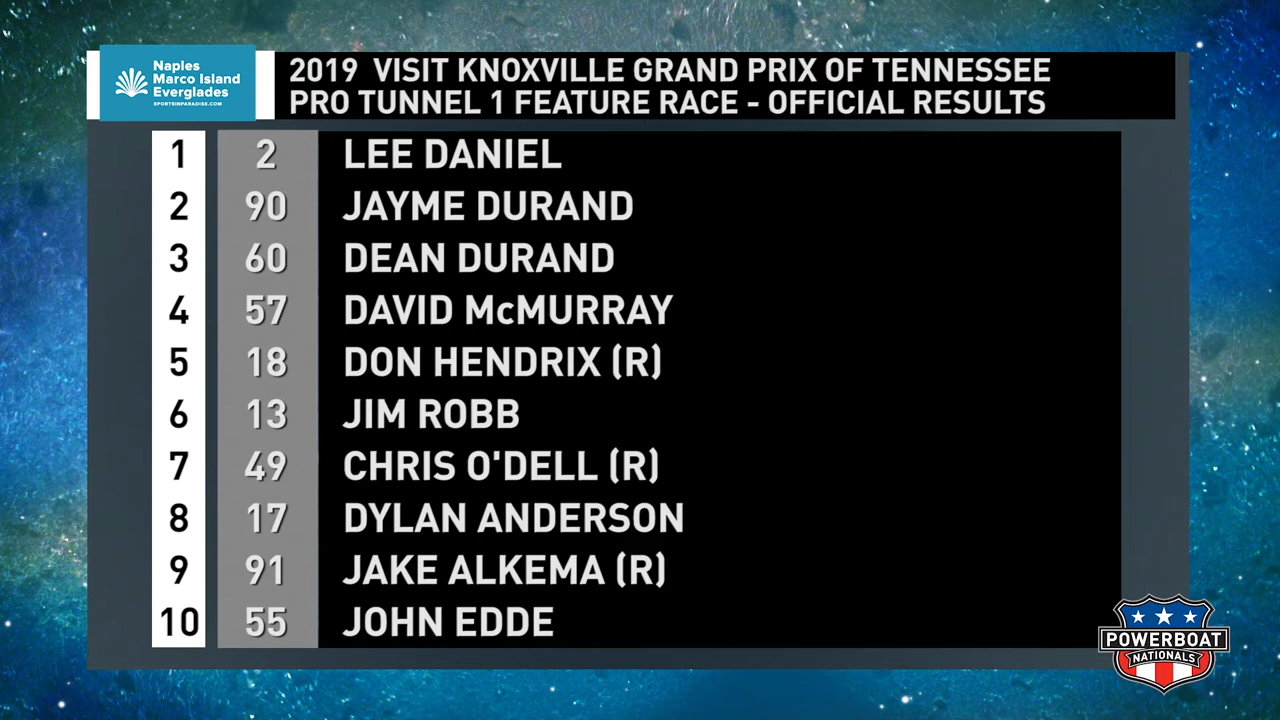 Naples
Marco Island
Everglades
SPORTSINPARADISE.COM
2019 VISIT KNOXVILLE GRAND PRIX OF TENNESSEE
PRO TUNNEL 1 FEATURE RACE - OFFICIAL RESULTS
1 2 LEE DANIEL
2 90 JAYME DURAND
3 60 DEAN DURAND
4 57 DAVID McMURRAY
5 18 DON HENDRIX (R)
6 13 JIM ROBB
7 49 CHRIS O'DELL (R)
8 17 DYLAN ANDERSON
9 91 JAKE ALKEMA (R)
10 55 JOHN EDDE
POWERBOAT
NATIONALS